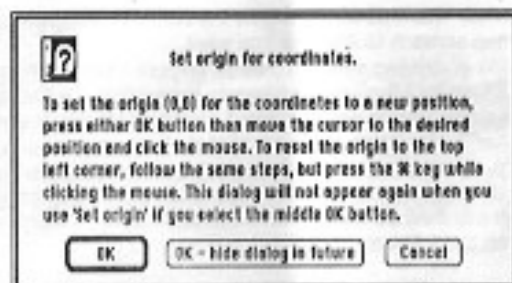 Set origin for coordinates.
To set the origin (0,0) for the coordinates to a new position,
press either OK button then move the cursor to the desired
position and click the mouse. To reset the origin to the top
left corner, follow the same steps, but press the ⌘ key while
clicking the mouse. This dialog will not appear again when you
use 'Set origin' if you select the middle OK button.
OK
OK - hide dialog in future
Cancel